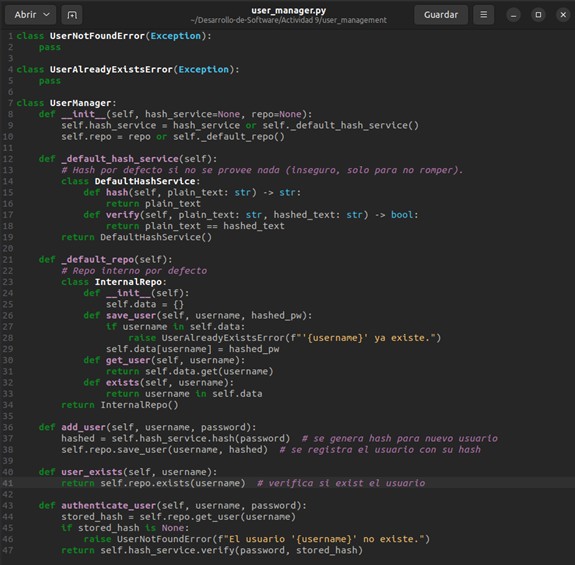 Abrir
user_manager.py
~/Desarrollo-de-Software/Actividad 9/user_management
Guardar
1 class UserNotFoundError(Exception):
2     pass
3
4 class UserAlreadyExistsError(Exception):
5     pass
6
7 class UserManager:
8     def __init__(self, hash_service=None, repo=None):
9         self.hash_service = hash_service or self._default_hash_service()
10         self.repo = repo or self._default_repo()
11
12     def _default_hash_service(self):
13         # Hash por defecto si no se provee nada (inseguro, solo para no romper).
14         class DefaultHashService:
15             def hash(self, plain_text: str) -> str:
16                 return plain_text
17             def verify(self, plain_text: str, hashed_text: str) -> bool:
18                 return plain_text == hashed_text
19         return DefaultHashService()
20
21     def _default_repo(self):
22         # Repo interno por defecto
23         class InternalRepo:
24             def __init__(self):
25                 self.data = {}
26             def save_user(self, username, hashed_pw):
27                 if username in self.data:
28                     raise UserAlreadyExistsError(f"'{username}' ya existe.")
29                 self.data[username] = hashed_pw
30             def get_user(self, username):
31                 return self.data.get(username)
32             def exists(self, username):
33                 return username in self.data
34         return InternalRepo()
35
36     def add_user(self, username, password):
37         hashed = self.hash_service.hash(password)  # se genera hash para nuevo usuario
38         self.repo.save_user(username, hashed)  # se registra el usuario con su hash
39
40     def user_exists(self, username):
41         return self.repo.exists(username)  # verifica si exist el usuario
42
43     def authenticate_user(self, username, password):
44         stored_hash = self.repo.get_user(username)
45         if stored_hash is None:
46             raise UserNotFoundError(f"El usuario '{username}' no existe.")
47         return self.hash_service.verify(password, stored_hash)